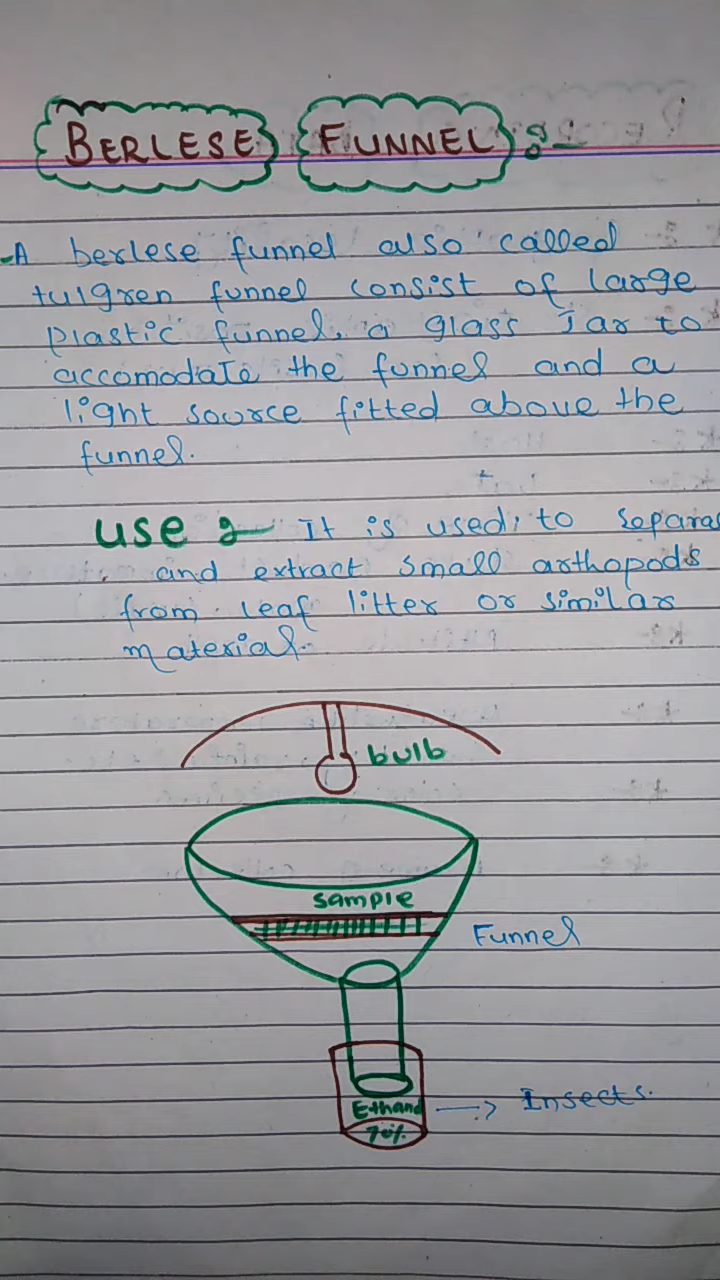 BERLESE FUNNEL :-
-A berlese funnel also called
tulgren funnel consist of large
plastic funnel, a glass Jar to
accomodate the funnel and a
light source fitted above the
funnel.
use :- It is used, to Separa
and extract small arthopods
from leaf litter or similar
material.
bulb
sample
Funnel
Ethanol -> Insects.
70%